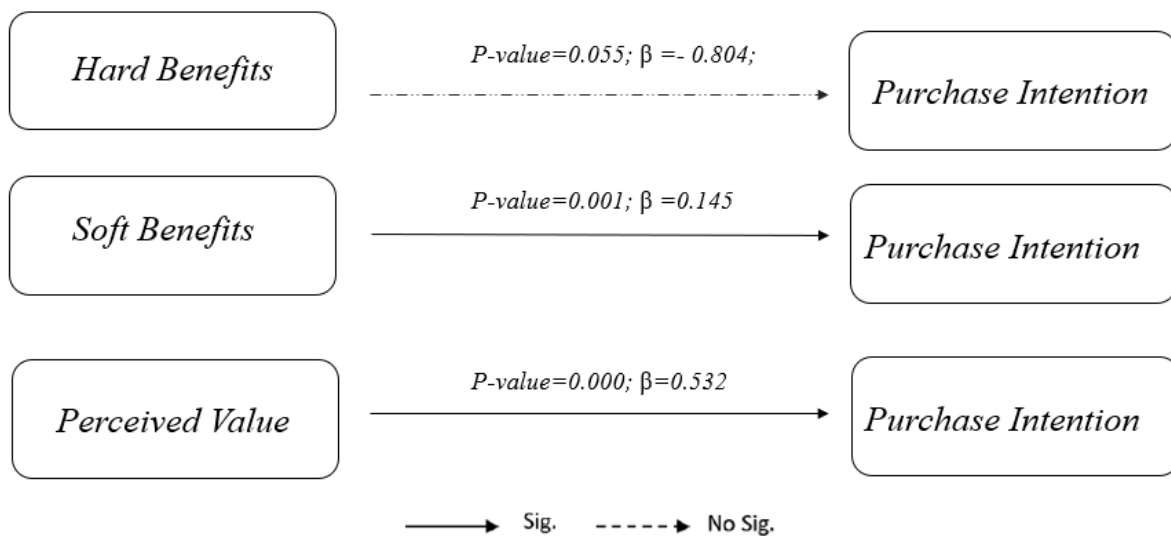 Hard Benefits
P-value=0.055; β =- 0.804;
Purchase Intention
Soft Benefits
P-value=0.001; β =0.145
Purchase Intention
Perceived Value
P-value=0.000; β=0.532
Purchase Intention
Sig.
No Sig.